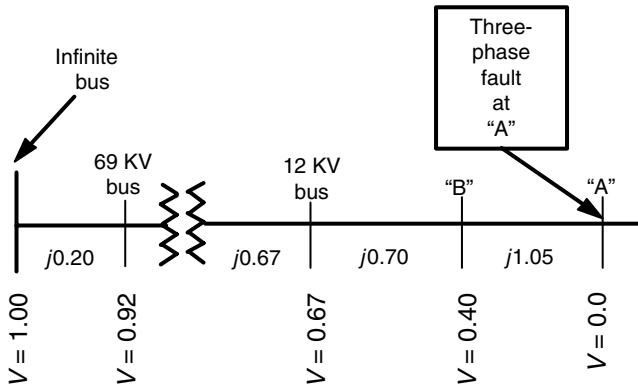 Three-
phase
fault
at
“A”
Infinite
bus
69 KV
bus
12 KV
bus
“B”
“A”
j0.20
j0.67
j0.70
j1.05
V = 1.00
V = 0.92
V = 0.67
V = 0.40
V = 0.0